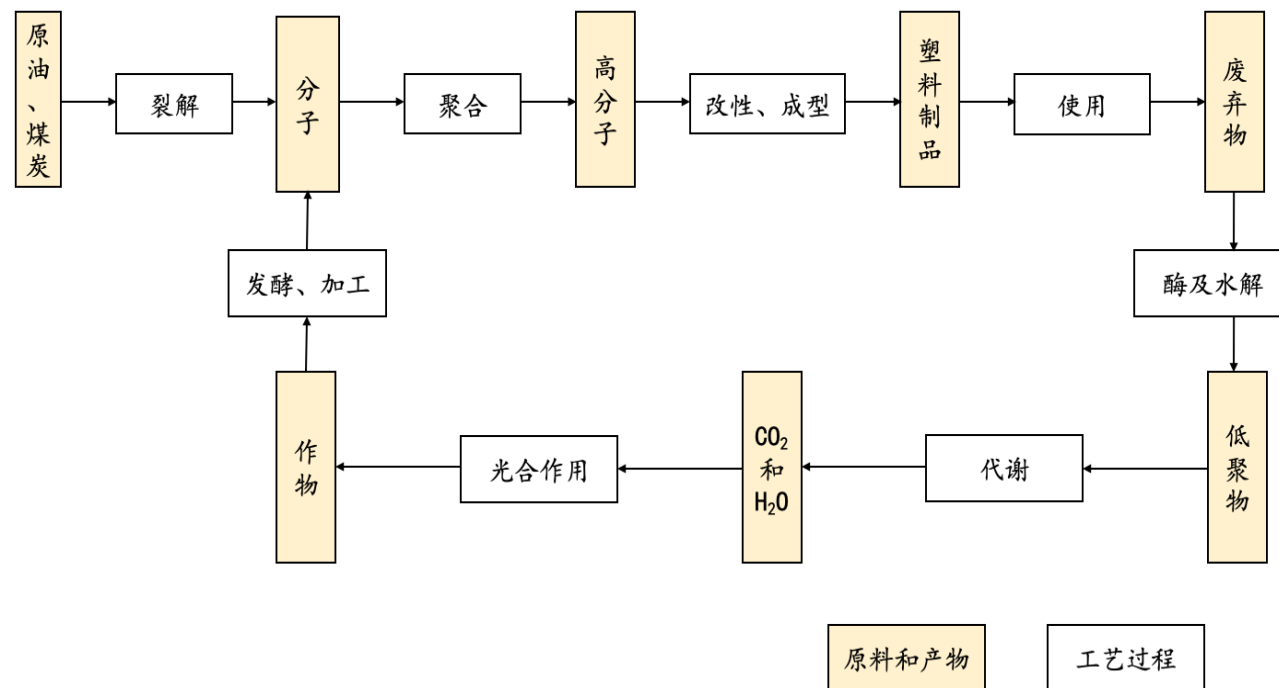 原油、煤炭
裂解
分子
聚合
高分子
改性、成型
塑料制品
使用
废弃物
发酵、加工
酶及水解
作物
光合作用
CO₂和H₂O
代谢
低聚物
原料和产物
工艺过程